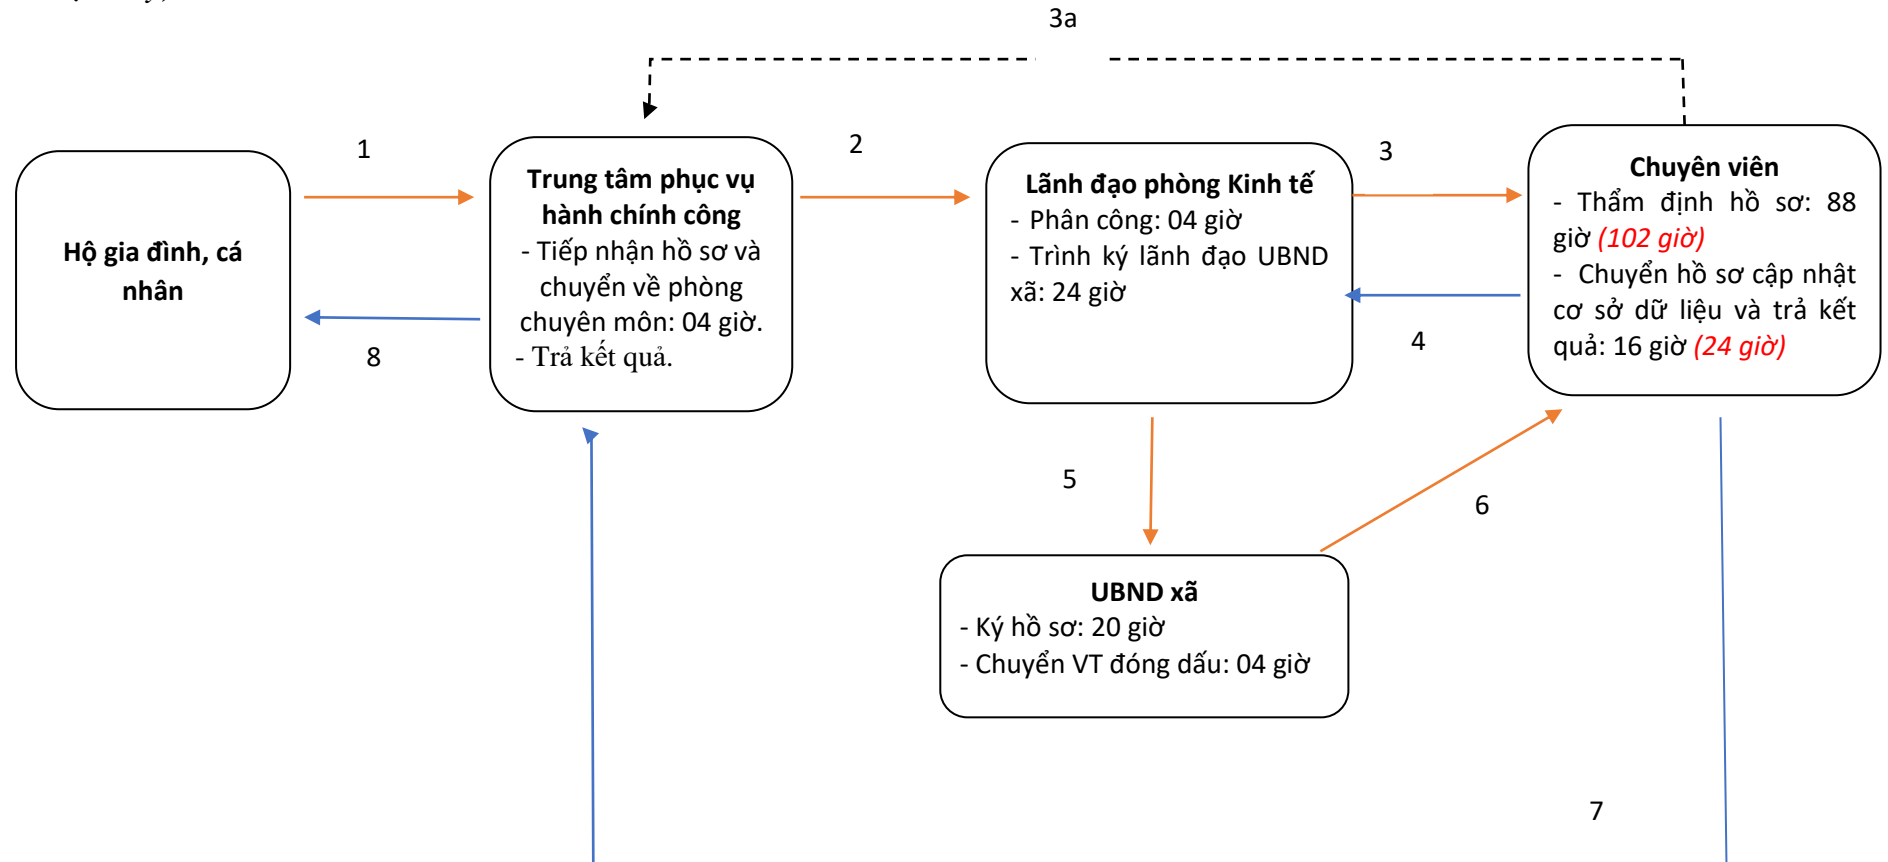 3a
1
2
3
Hộ gia đình, cá
nhân
8
Trung tâm phục vụ
hành chính công
- Tiếp nhận hồ sơ và
chuyển về phòng
chuyên môn: 04 giờ.
- Trả kết quả.
Lãnh đạo phòng Kinh tế
- Phân công: 04 giờ
- Trình ký lãnh đạo UBND
xã: 24 giờ
4
Chuyên viên
- Thẩm định hồ sơ: 88
giờ (102 giờ)
- Chuyển hồ sơ cập nhật
cơ sở dữ liệu và trả kết
quả: 16 giờ (24 giờ)
5
6
UBND xã
- Ký hồ sơ: 20 giờ
- Chuyển VT đóng dấu: 04 giờ
7